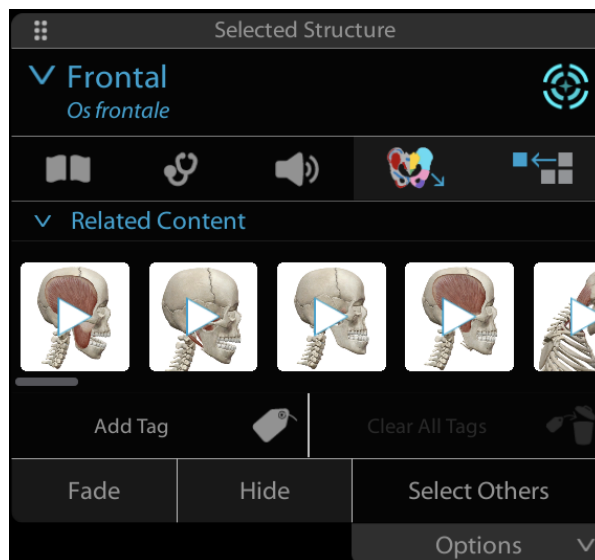 Selected Structure
Frontal
Os frontale
Related Content
Add Tag
Clear All Tags
Fade
Hide
Select Others
Options